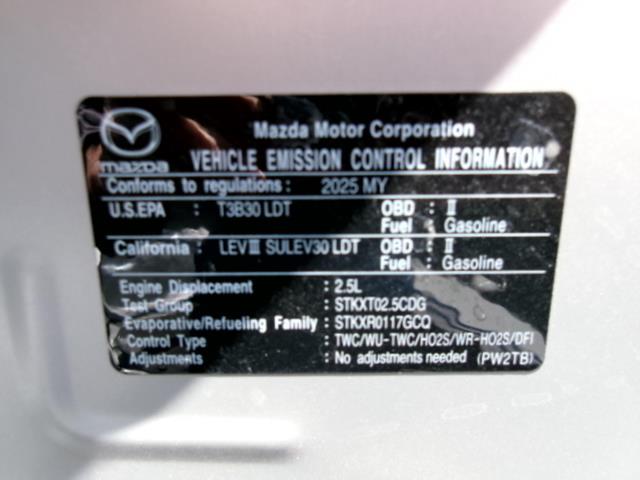 mazda
Mazda Motor Corporation
VEHICLE EMISSION CONTROL INFORMATION
Conforms to regulations: 2025 MY
U.S.EPA : T3B30 LDT OBD : II
Fuel : Gasoline
California : LEVIII SULEV30 LDT OBD : II
Fuel : Gasoline
Engine Displacement : 2.5L
Test Group : STKXT02.5CDG
Evaporative/Refueling Family : STKXR0117GCQ
Control Type : TWC/WU-TWC/HO2S/WR-HO2S/DFI
Adjustments : No adjustments needed (PW2TB)